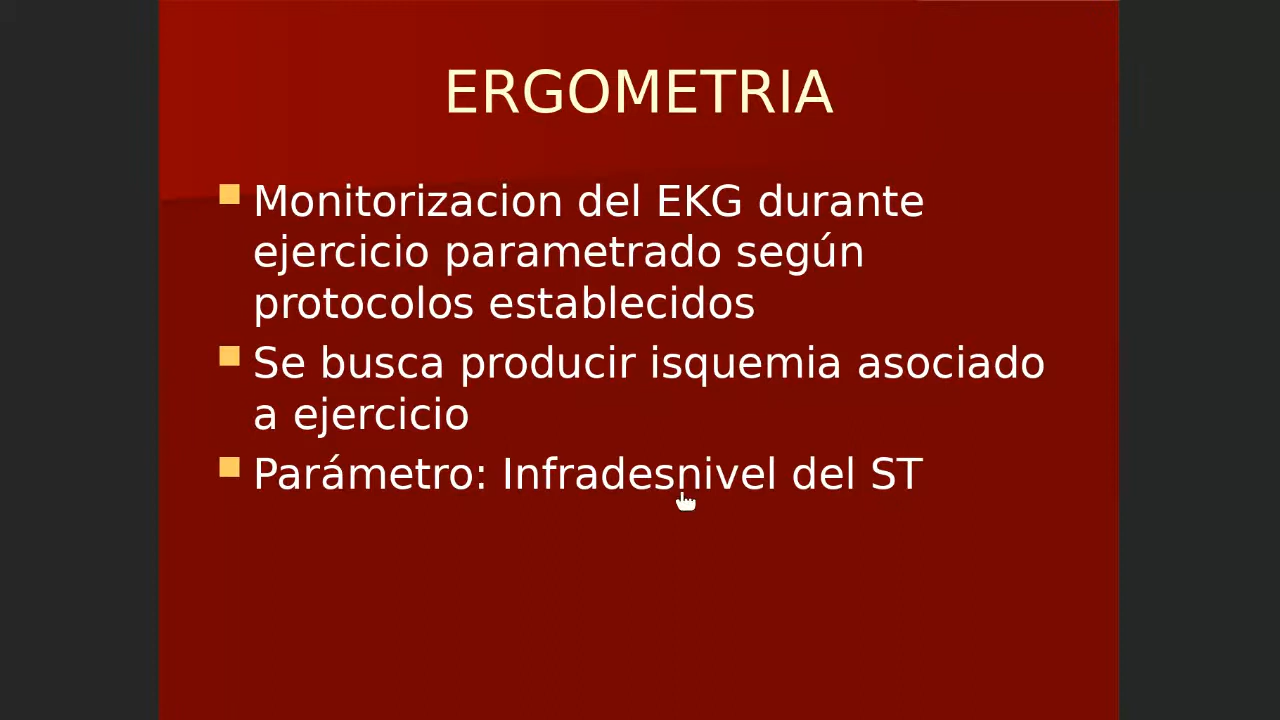 ERGOMETRIA
Monitorizacion del EKG durante
ejercicio parametrado según
protocolos establecidos
Se busca producir isquemia asociado
a ejercicio
Parámetro: Infradesnivel del ST